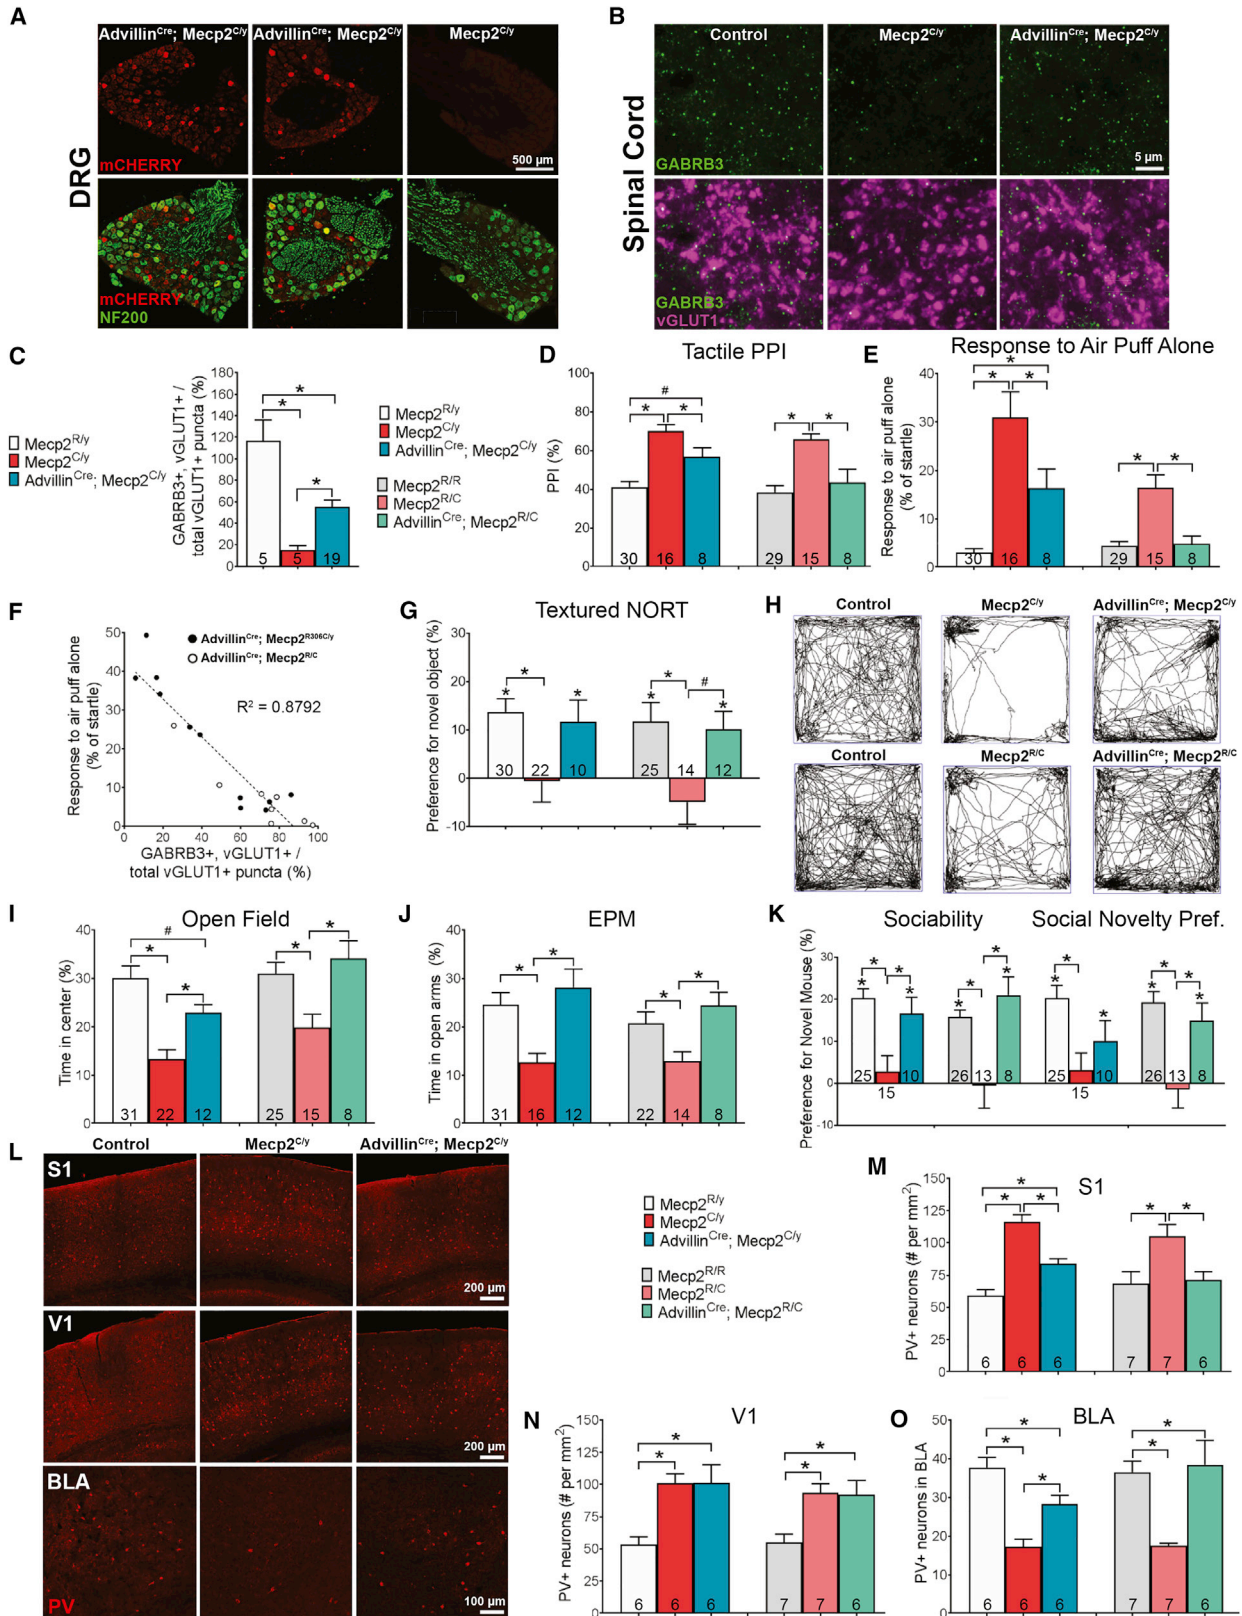 A
Advillin^Cre; Mecp2^C/y
Advillin^Cre; Mecp2^C/y
Mecp2^C/y
DRG
mCHERRY
500 µm
mCHERRY
NF200
B
Control
Mecp2^C/y
Advillin^Cre; Mecp2^C/y
Spinal Cord
GABRB3
5 µm
GABRB3
vGLUT1
C
Mecp2^R/y
Mecp2^C/y
Advillin^Cre; Mecp2^C/y
GABRB3+, vGLUT1+ /
total vGLUT1+ puncta (%)
180
160
140
120
100
80
60
40
20
0
* * *
5 5 19
Mecp2^R/y
Mecp2^C/y
Advillin^Cre; Mecp2^C/y
Mecp2^R/R
Mecp2^R/C
Advillin^Cre; Mecp2^R/C
D
Tactile PPI
PPI (%)
100
80
60
40
20
0
# * * * *
30 16 8 29 15 8
E
Response to Air Puff Alone
Response to air puff alone
(% of startle)
40
30
20
10
0
* * * * *
30 16 8 29 15 8
F
Response to air puff alone
(% of startle)
50
40
30
20
10
0
Advillin^Cre; Mecp2^R306C/y
Advillin^Cre; Mecp2^R/C
R² = 0.8792
0 20 40 60 80 100
GABRB3+, vGLUT1+ /
total vGLUT1+ puncta (%)
G
Textured NORT
Preference for novel object (%)
30
20
10
0
-10
* * * * * # *
30 22 10 25 14 12
H
Control
Mecp2^C/y
Advillin^Cre; Mecp2^C/y
Control
Mecp2^R/C
Advillin^Cre; Mecp2^R/C
I
Open Field
Time in center (%)
40
30
20
10
0
# * * * *
31 22 12 25 15 8
J
EPM
Time in open arms (%)
40
30
20
10
0
* * * *
31 16 12 22 14 8
K
Sociability
Social Novelty Pref.
Preference for Novel Mouse (%)
30
20
10
0
-10
* * * * * * * * * * * * * * *
25 15 10 26 13 8 25 15 10 26 13 8
L
Control
Mecp2^C/y
Advillin^Cre; Mecp2^C/y
S1
200 µm
V1
200 µm
BLA
PV
100 µm
Mecp2^R/y
Mecp2^C/y
Advillin^Cre; Mecp2^C/y
Mecp2^R/R
Mecp2^R/C
Advillin^Cre; Mecp2^R/C
M
S1
PV+ neurons (# per mm²)
150
125
100
75
50
25
0
* * * * *
6 6 6 7 7 6
N
V1
PV+ neurons (# per mm²)
150
125
100
75
50
25
0
* * * *
6 6 6 7 7 6
O
BLA
PV+ neurons in BLA
50
40
30
20
10
0
* * * * *
6 6 6 7 7 6